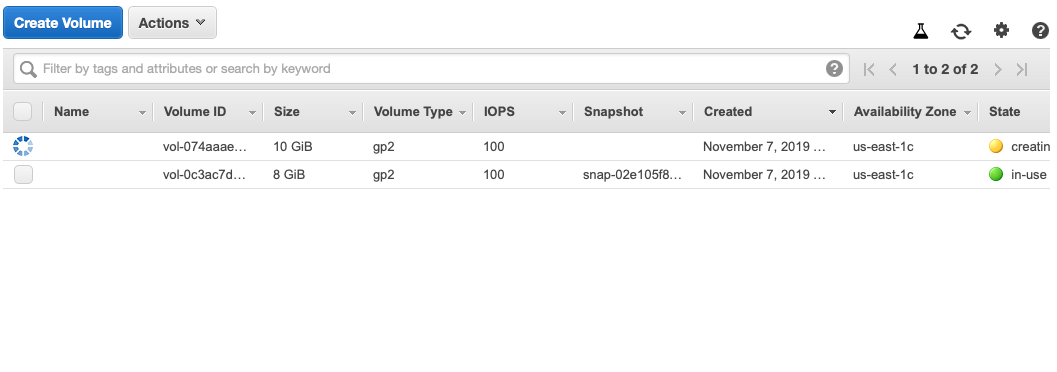 Create Volume Actions
Filter by tags and attributes or search by keyword ? 1 to 2 of 2 ?
Name Volume ID Size Volume Type IOPS Snapshot Created Availability Zone State
vol-074aaae... 10 GiB gp2 100 November 7, 2019 ... us-east-1c creatin
vol-0c3ac7d... 8 GiB gp2 100 snap-02e105f8... November 7, 2019 ... us-east-1c in-use